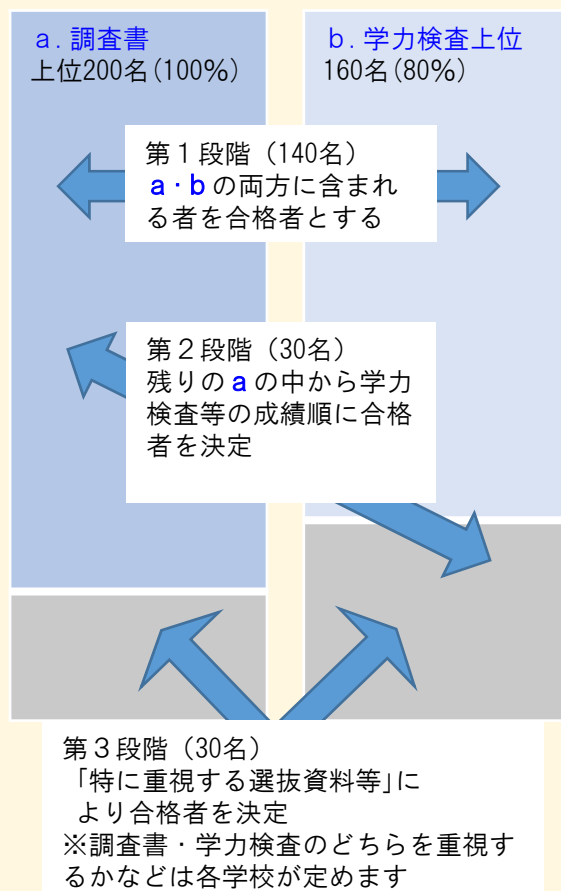 a.調査書
上位200名(100%)
b.学力検査上位
160名(80%)
第1段階（140名）
a・bの両方に含まれ
る者を合格者とする
第2段階（30名）
残りのaの中から学力
検査等の成績順に合格
者を決定
第3段階（30名）
「特に重視する選抜資料等」に
より合格者を決定
※調査書・学力検査のどちらを重視す
るかなどは各学校が定めます